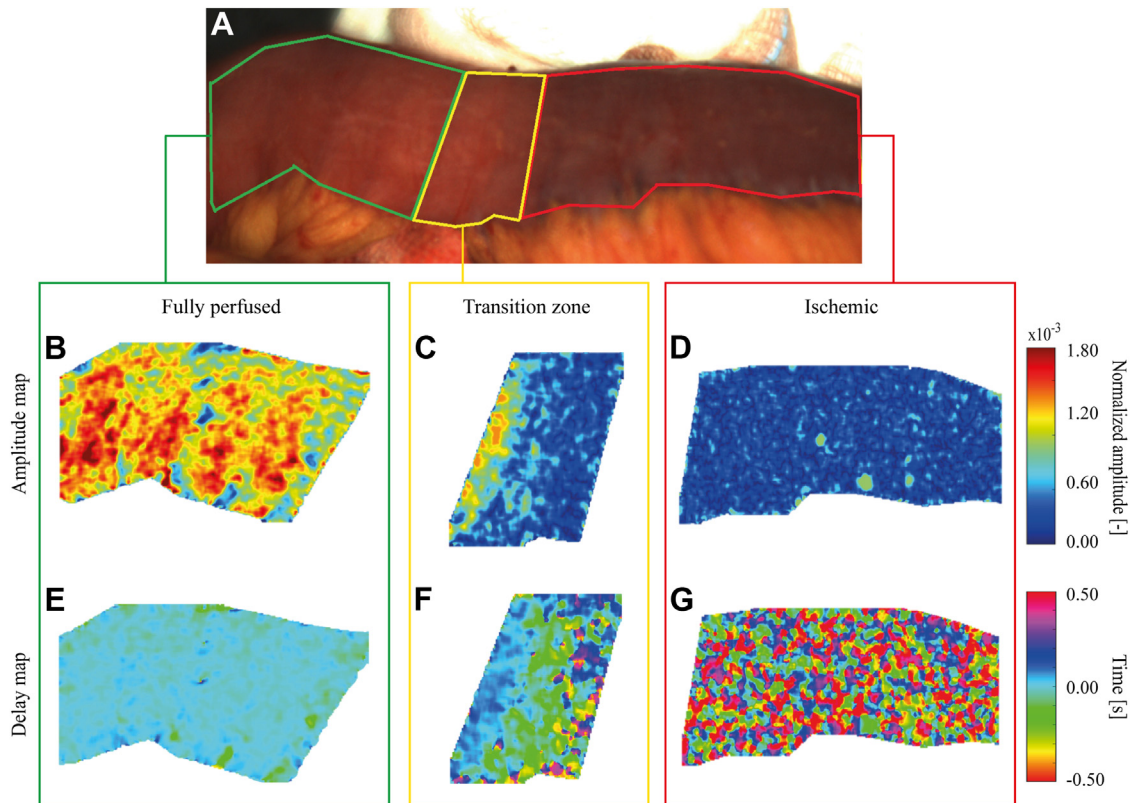 A
Fully perfused
Transition zone
Ischemic
B
C
D
Amplitude map
x10⁻³
1.80
1.20
0.60
0.00
Normalized amplitude [-]
E
F
G
Delay map
0.50
0.00
-0.50
Time [s]